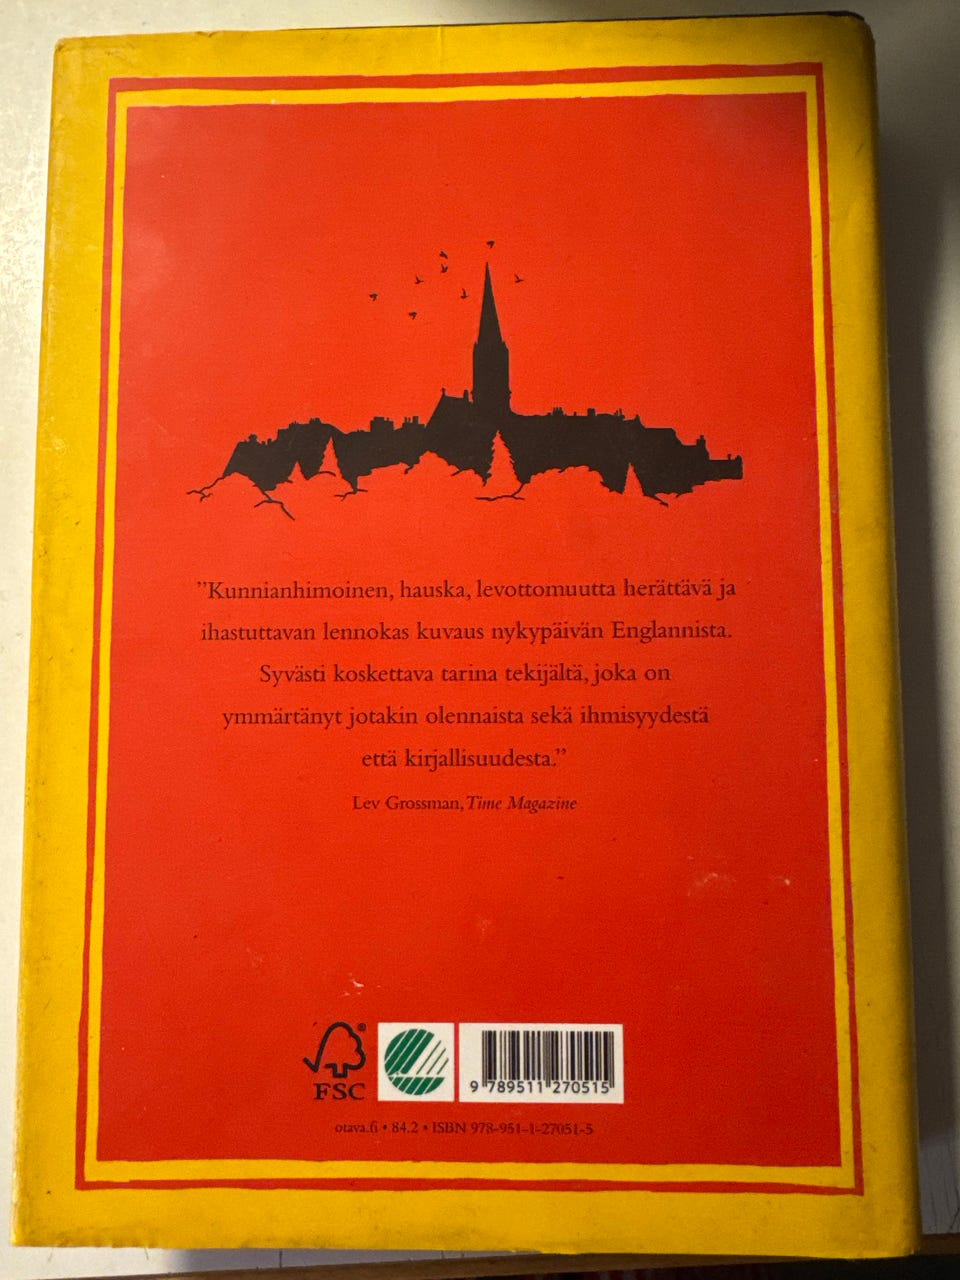 ”Kunnianhimoinen, hauska, levottomuutta herättävä ja
ihastuttavan lennokas kuvaus nykypäivän Englannista.
Syvästi koskettava tarina tekijältä, joka on
ymmärtänyt jotakin olennaista sekä ihmisyydestä
että kirjallisuudesta.”
Lev Grossman, Time Magazine
FSC
9 789511 270515
otava.fi • 84.2 • ISBN 978-951-1-27051-5